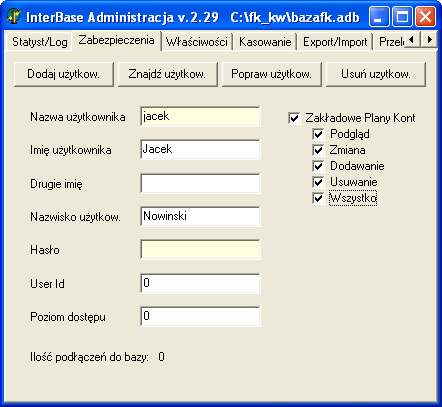 InterBase Administracja v.2.29 C:\fk_kw\bazafk.adb
Statyst/Log Zabezpieczenia Właściwości Kasowanie Export/Import
Dodaj użytkow. Znajdź użytkow. Popraw użytkow. Usuń uzytkow.
Nazwa użytkownika jacek Zakładowe Plany Kont
Podgląd
Imię użytkownika Jacek Zmiana
Dodawanie
Drugie imię Usuwanie
Wszystko
Nazwisko użytkow. Nowinski
Hasło
User Id 0
Poziom dostępu 0
Ilość podłączeń do bazy: 0